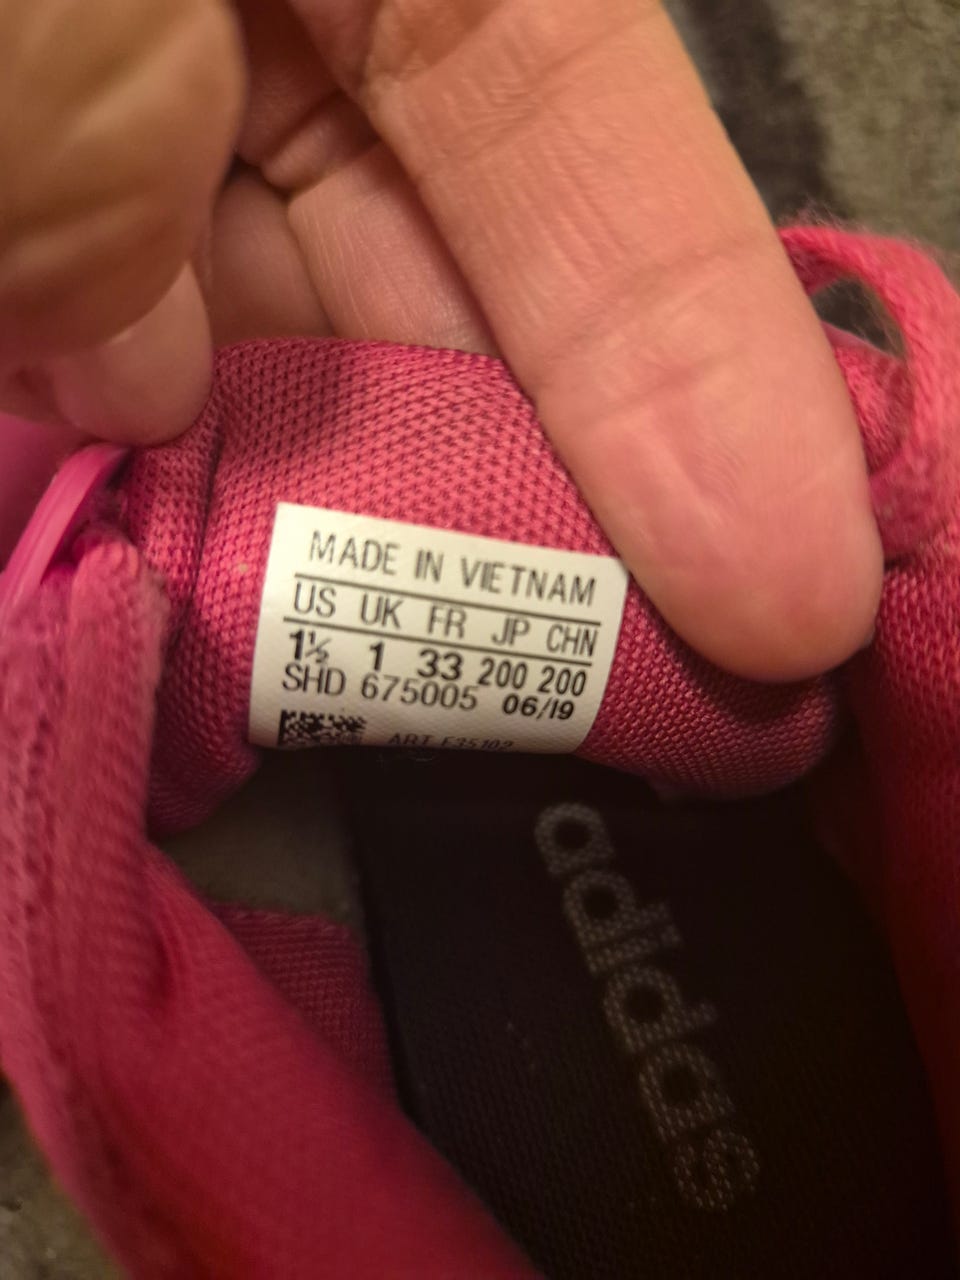 MADE IN VIETNAM
US UK FR JP CHN
1½ 1 33 200 200
SHD 675005 06/19
ART
adidas